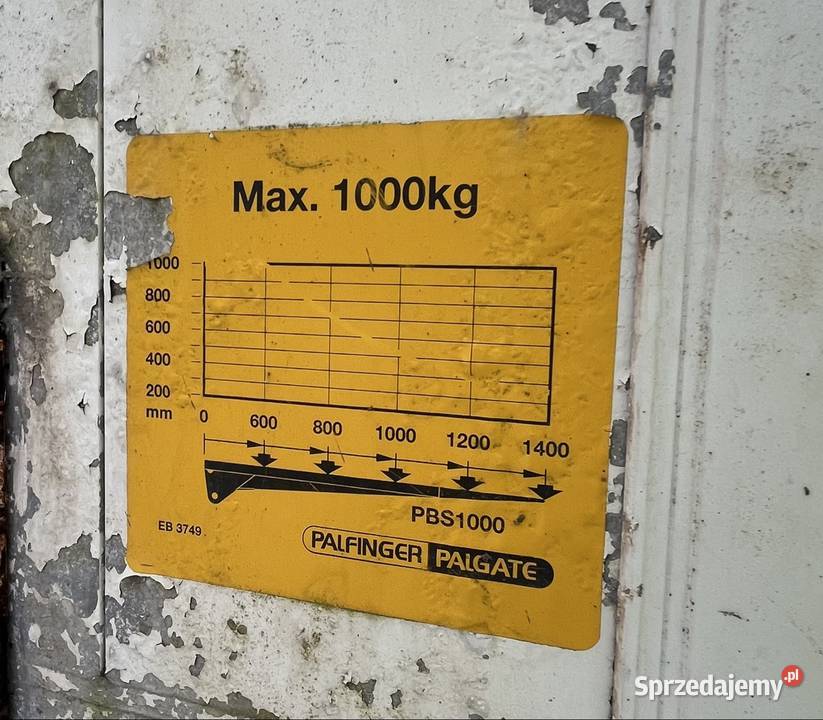 Max. 1000kg
1000
800
600
400
200
mm
0 600 800 1000 1200 1400
PBS1000
EB 3749
PALFINGER PALGATE
Sprzedajemy.pl